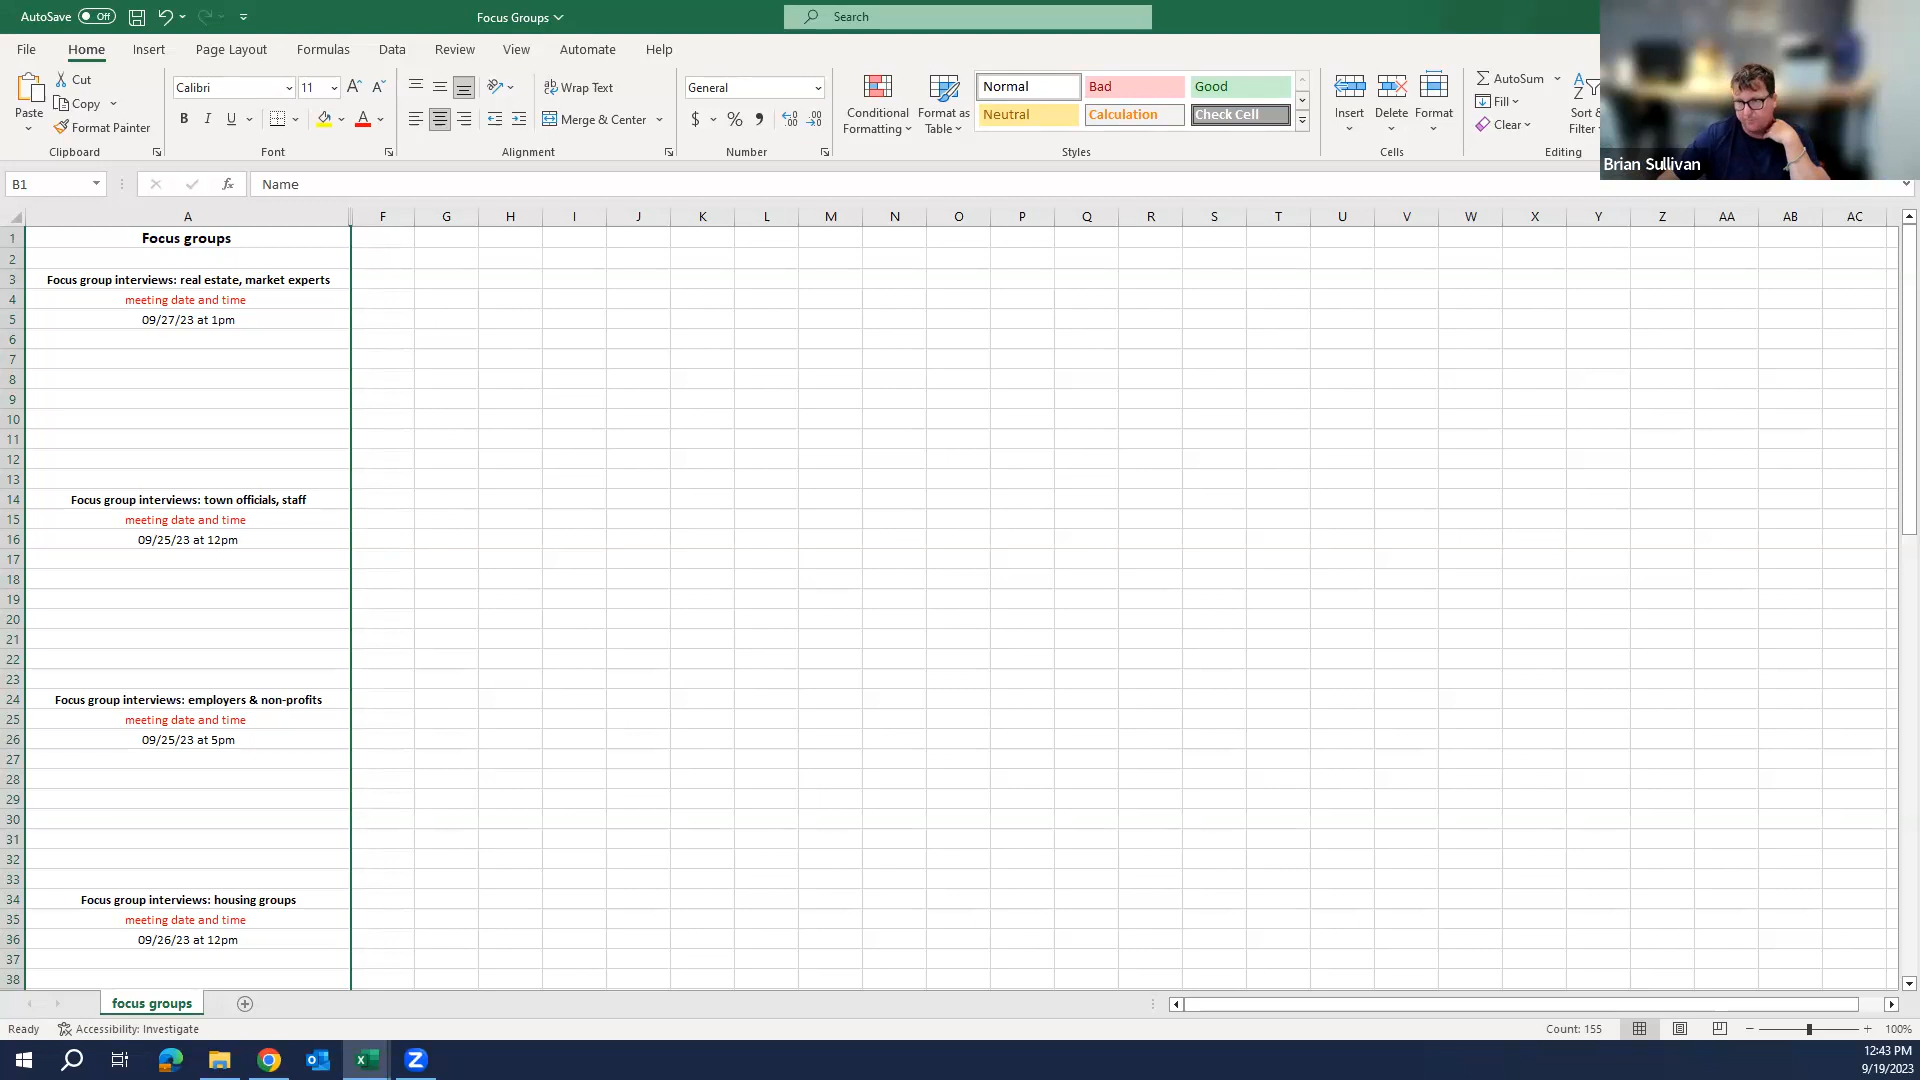 AutoSave Off
Focus Groups
Search
File Home Insert Page Layout Formulas Data Review View Automate Help
Paste
Cut
Copy
Format Painter
Clipboard
Calibri 11
B I U
Font
Wrap Text
Merge & Center
Alignment
General
$ %
Number
Conditional Formatting
Format as Table
Normal Bad Good
Neutral Calculation Check Cell
Styles
Insert Delete Format
Cells
AutoSum
Fill
Clear
Sort &
Filter
Editing
Brian Sullivan
B1 fx Name
A F G H I J K L M N O P Q R S T U V W X Y Z AA AB AC
1 Focus groups
2
3 Focus group interviews: real estate, market experts
4 meeting date and time
5 09/27/23 at 1pm
6
7
8
9
10
11
12
13
14 Focus group interviews: town officials, staff
15 meeting date and time
16 09/25/23 at 12pm
17
18
19
20
21
22
23
24 Focus group interviews: employers & non-profits
25 meeting date and time
26 09/25/23 at 5pm
27
28
29
30
31
32
33
34 Focus group interviews: housing groups
35 meeting date and time
36 09/26/23 at 12pm
37
38
focus groups
Ready Accessibility: Investigate Count: 155 100%
12:43 PM
9/19/2023